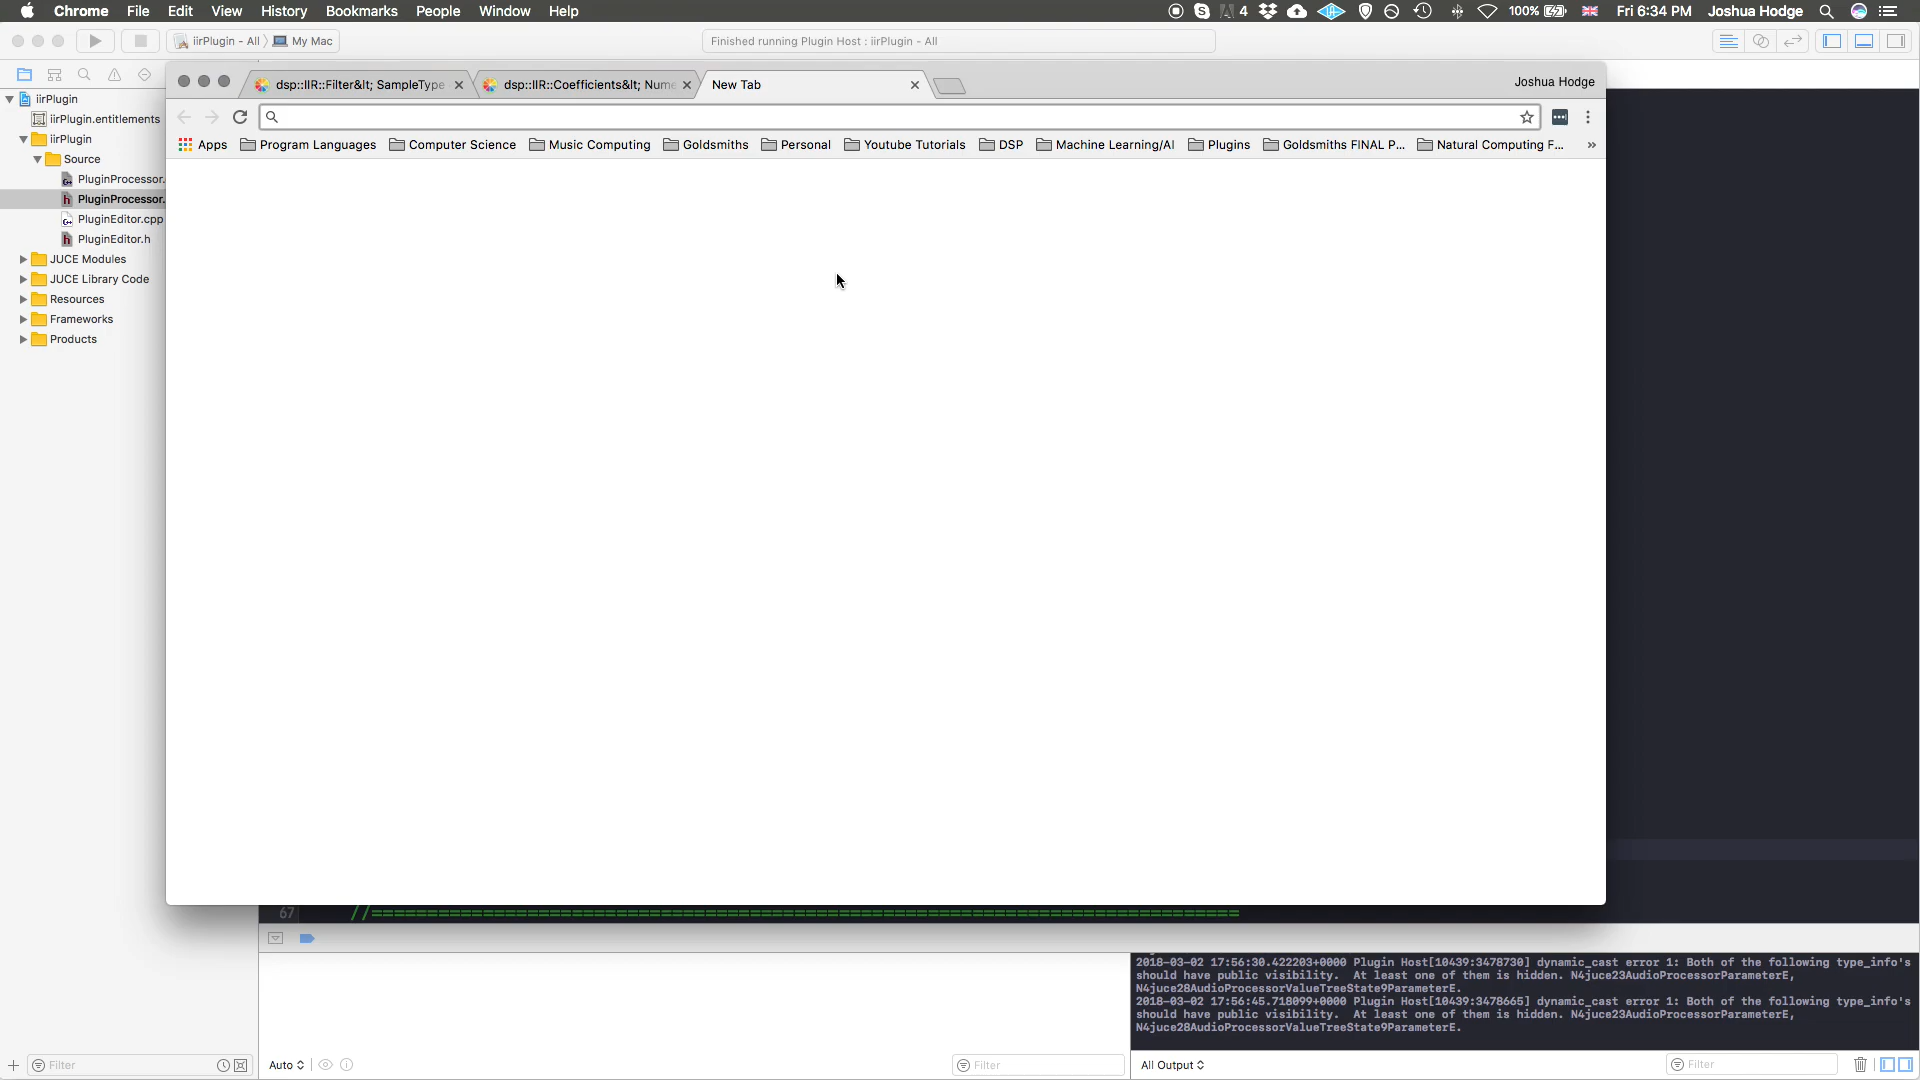 Chrome File Edit View History Bookmarks People Window Help 4 100% Fri 6:34 PM Joshua Hodge
iirPlugin - All My Mac Finished running Plugin Host : iirPlugin - All
dsp::IIR::Filter&lt; SampleType dsp::IIR::Coefficients&lt; Nume New Tab Joshua Hodge
Apps Program Languages Computer Science Music Computing Goldsmiths Personal Youtube Tutorials DSP Machine Learning/AI Plugins Goldsmiths FINAL P... Natural Computing F... »
iirPlugin
iirPlugin.entitlements
iirPlugin
Source
PluginProcessor.
PluginProcessor.
PluginEditor.cpp
PluginEditor.h
JUCE Modules
JUCE Library Code
Resources
Frameworks
Products
67 //==============================================================================
2018-03-02 17:56:30.422203+0000 Plugin Host[10439:3478730] dynamic_cast error 1: Both of the following type_info's
should have public visibility. At least one of them is hidden. N4juce23AudioProcessorParameterE,
N4juce28AudioProcessorValueTreeState9ParameterE.
2018-03-02 17:56:45.718099+0000 Plugin Host[10439:3478665] dynamic_cast error 1: Both of the following type_info's
should have public visibility. At least one of them is hidden. N4juce23AudioProcessorParameterE,
N4juce28AudioProcessorValueTreeState9ParameterE.
Filter Auto Filter All Output Filter